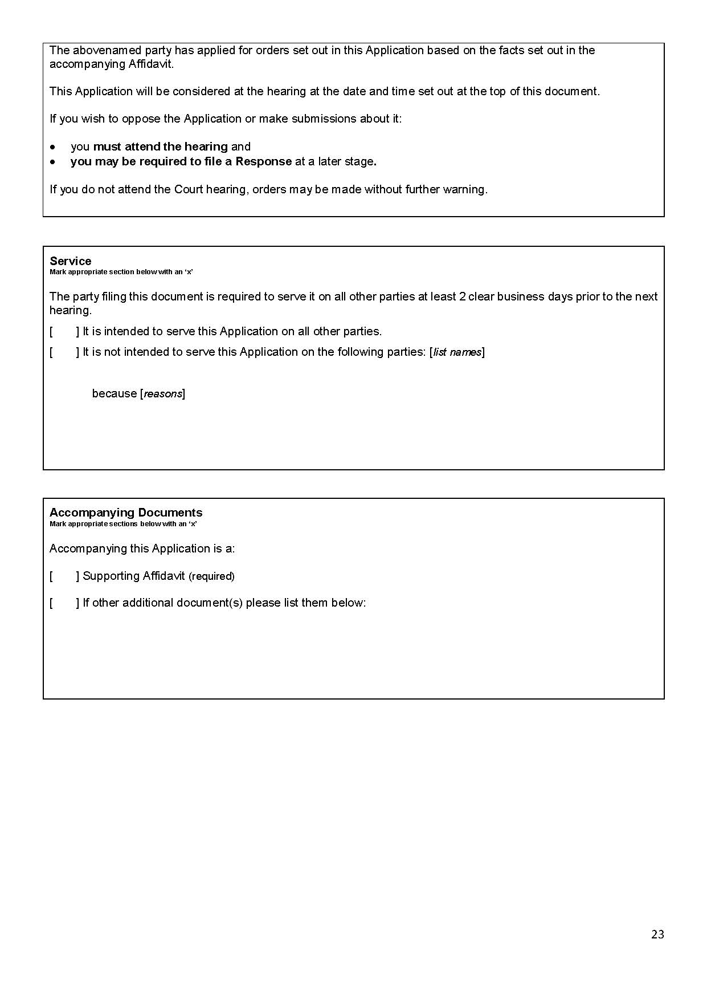 The abovenamed party has applied for orders set out in this Application based on the facts set out in the
accompanying Affidavit.
This Application will be considered at the hearing at the date and time set out at the top of this document.
If you wish to oppose the Application or make submissions about it:
• you must attend the hearing and
• you may be required to file a Response at a later stage.
If you do not attend the Court hearing, orders may be made without further warning.
Service
Mark appropriate section below with an ‘x’
The party filing this document is required to serve it on all other parties at least 2 clear business days prior to the next
hearing.
[ ] It is intended to serve this Application on all other parties.
[ ] It is not intended to serve this Application on the following parties: [list names]
because [reasons]
Accompanying Documents
Mark appropriate sections below with an ‘x’
Accompanying this Application is a:
[ ] Supporting Affidavit (required)
[ ] If other additional document(s) please list them below:
23